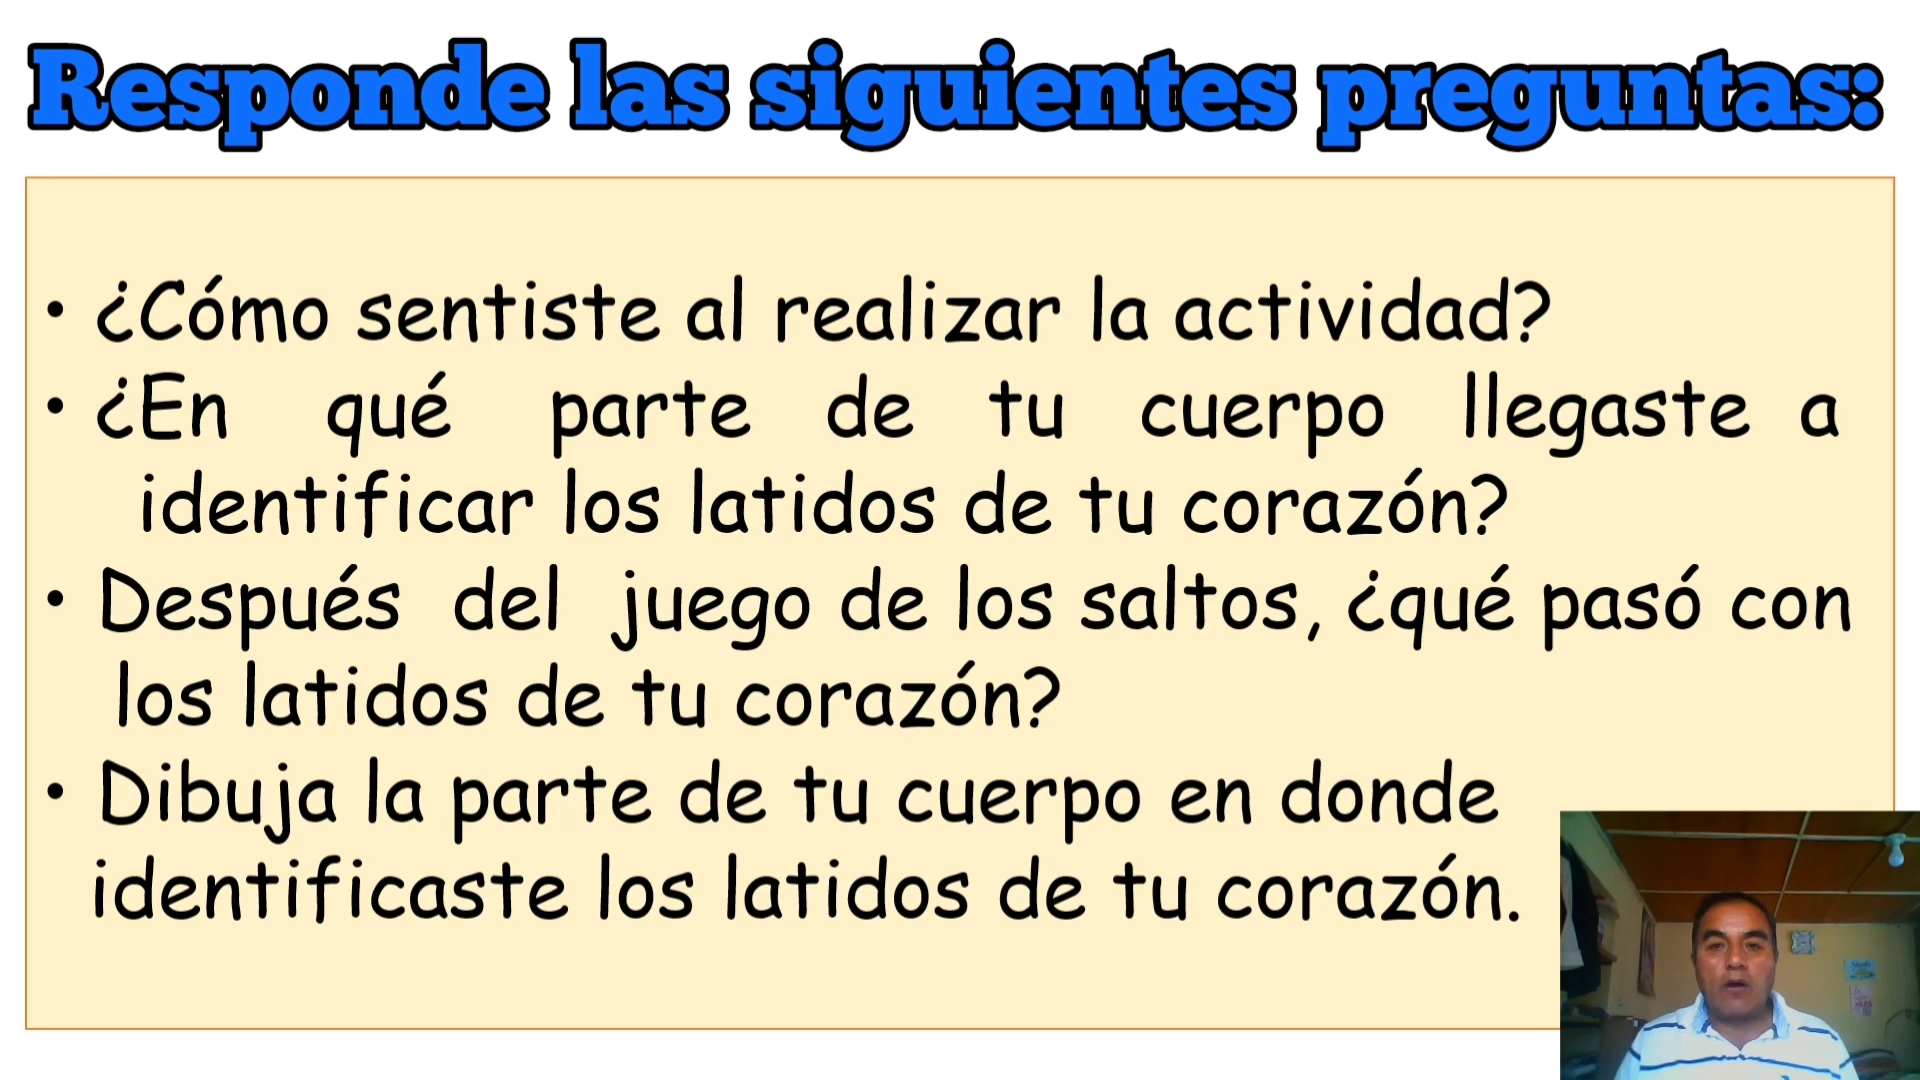 Responde las siguientes preguntas:
• ¿Cómo sentiste al realizar la actividad?
• ¿En qué parte de tu cuerpo llegaste a
identificar los latidos de tu corazón?
• Después del juego de los saltos, ¿qué pasó con
los latidos de tu corazón?
• Dibuja la parte de tu cuerpo en donde
identificaste los latidos de tu corazón.